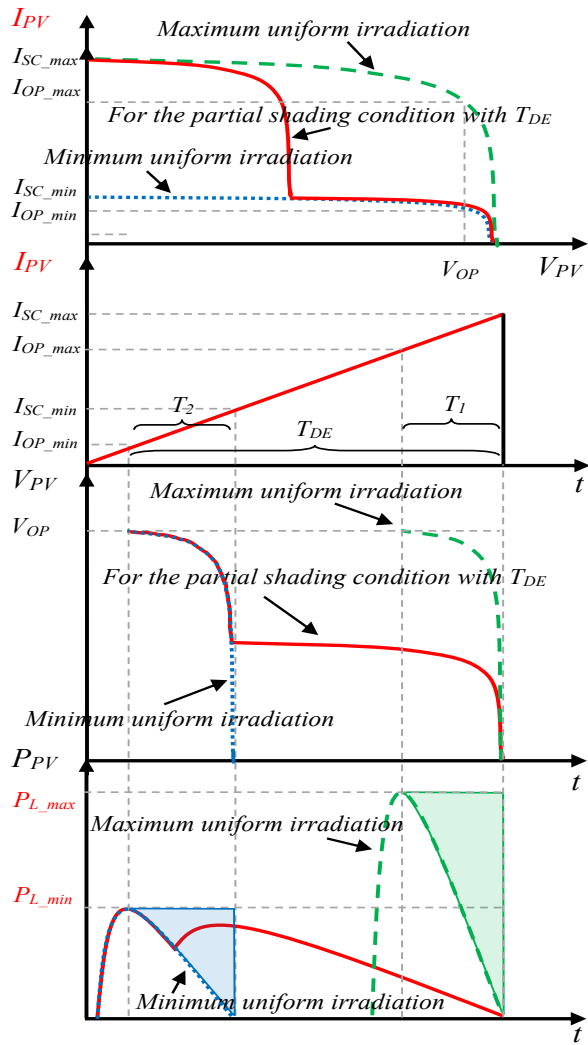 I_PV
Maximum uniform irradiation
I_SC_max
I_OP_max
For the partial shading condition with T_DE
Minimum uniform irradiation
I_SC_min
I_OP_min
V_OP
V_PV
I_PV
I_SC_max
I_OP_max
I_SC_min
T_2
T_1
I_OP_min
T_DE
t
V_PV
Maximum uniform irradiation
V_OP
For the partial shading condition with T_DE
Minimum uniform irradiation
P_PV
t
P_L_max
Maximum uniform irradiation
P_L_min
Minimum uniform irradiation
t